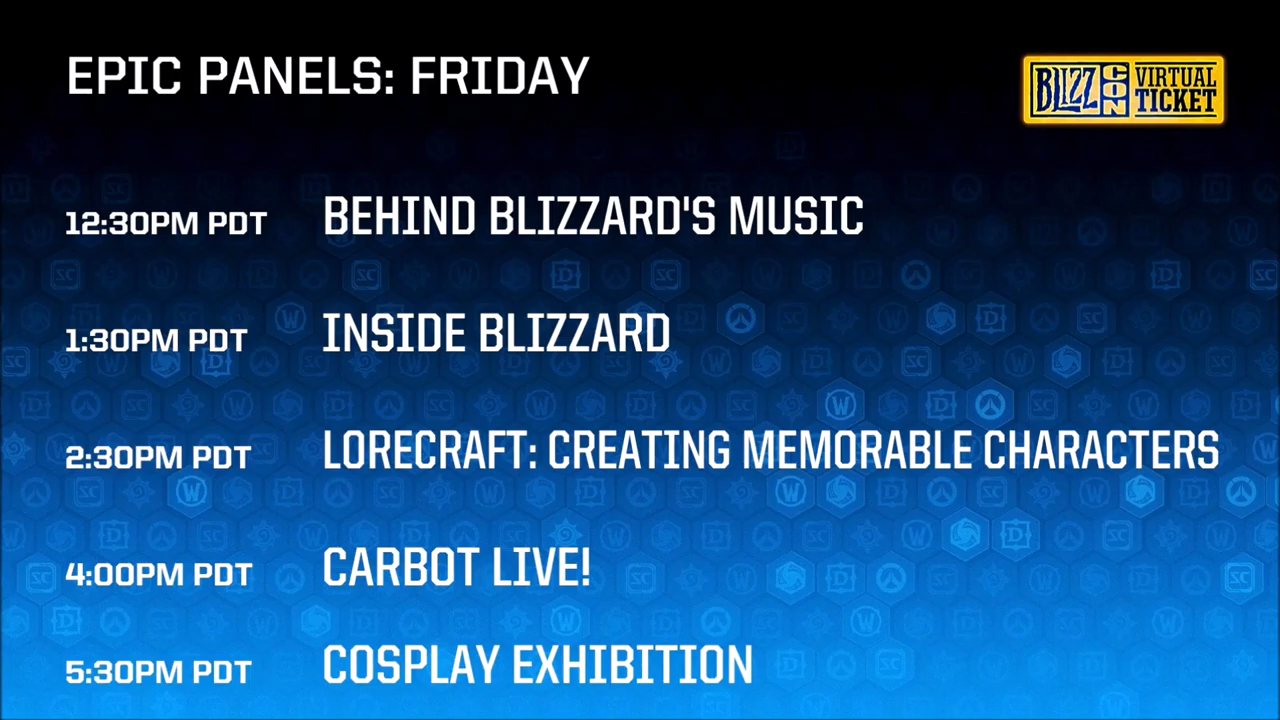 EPIC PANELS: FRIDAY
BLIZZCON VIRTUAL TICKET
12:30PM PDT BEHIND BLIZZARD'S MUSIC
1:30PM PDT INSIDE BLIZZARD
2:30PM PDT LORECRAFT: CREATING MEMORABLE CHARACTERS
4:00PM PDT CARBOT LIVE!
5:30PM PDT COSPLAY EXHIBITION